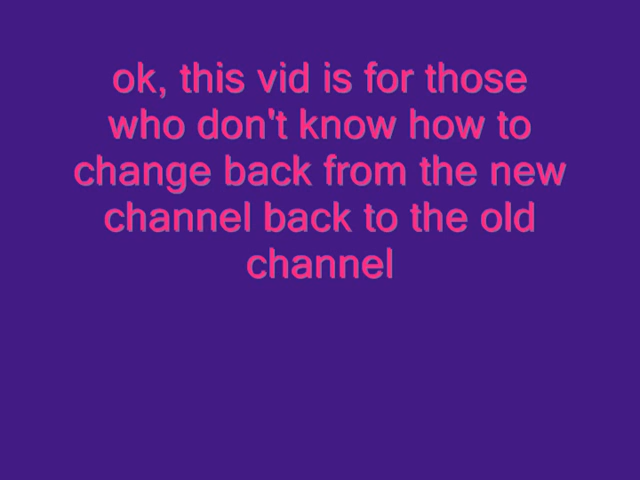 ok, this vid is for those
who don't know how to
change back from the new
channel back to the old
channel